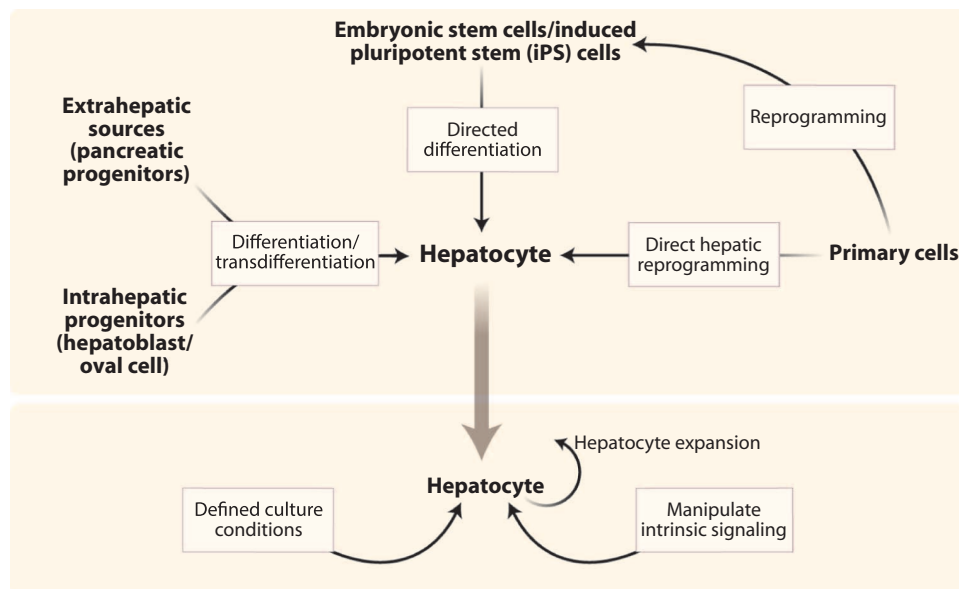 Embryonic stem cells/induced
pluripotent stem (iPS) cells
Extrahepatic
sources
(pancreatic
progenitors)
Directed
differentiation
Reprogramming
Differentiation/
transdifferentiation
Hepatocyte
Direct hepatic
reprogramming
Primary cells
Intrahepatic
progenitors
(hepatoblast/
oval cell)
Hepatocyte expansion
Hepatocyte
Defined culture
conditions
Manipulate
intrinsic signaling